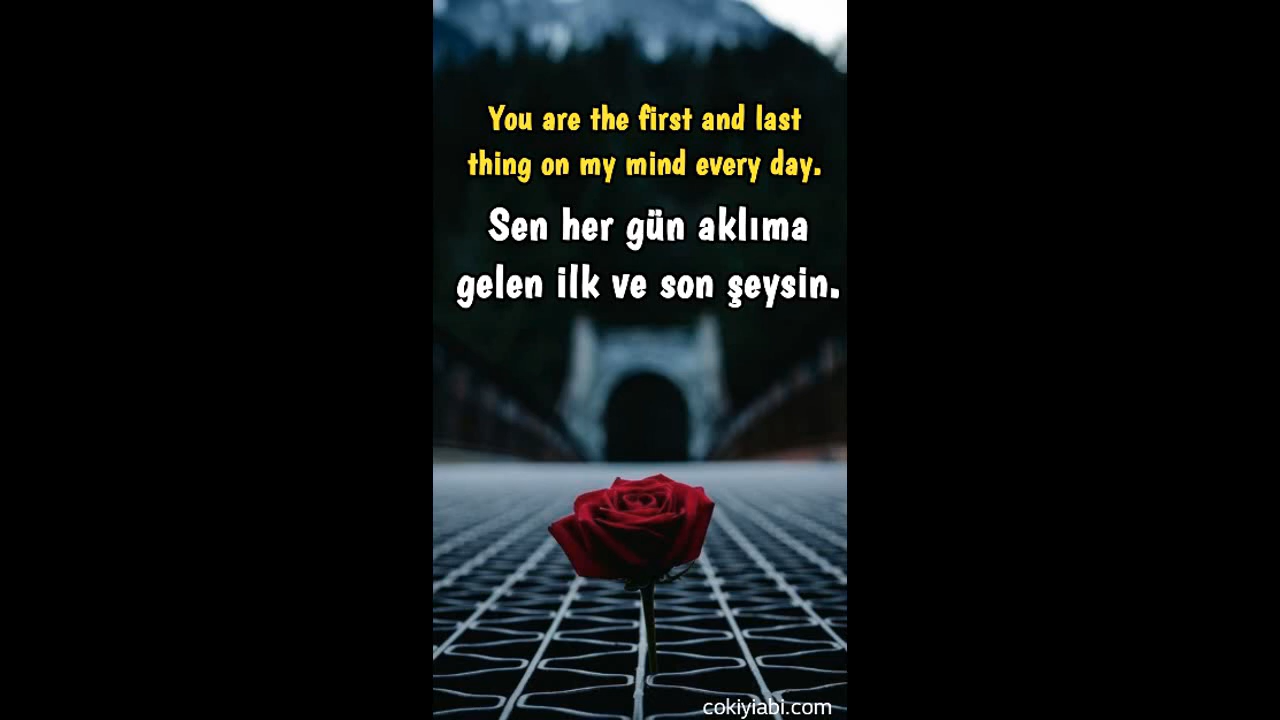 You are the first and last
thing on my mind every day.
Sen her gün aklıma
gelen ilk ve son şeysin.
cokiyiabi.com